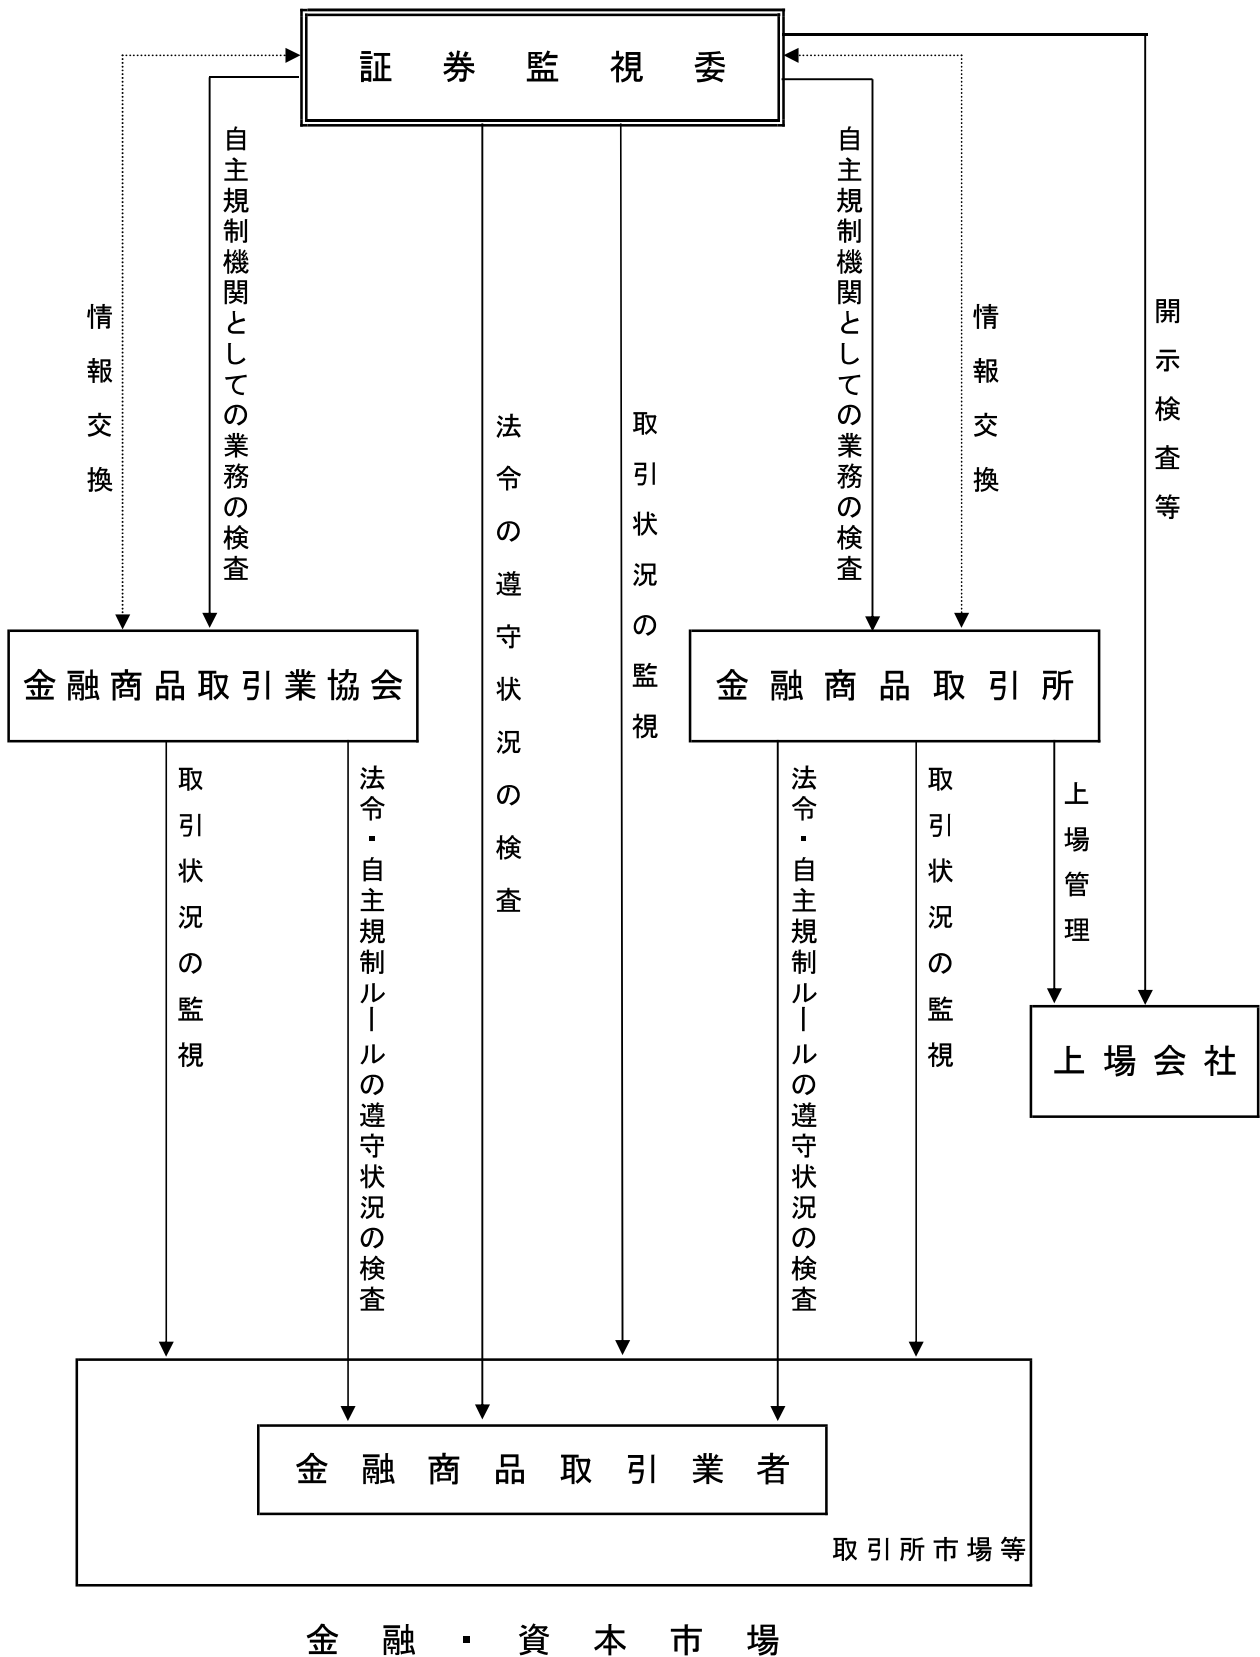 証券監視委
情報交換
自主規制機関としての業務の検査
法令の遵守状況の検査
取引状況の監視
自主規制機関としての業務の検査
情報交換
開示検査等
金融商品取引業協会
金融商品取引所
取引状況の監視
法令・自主規制ルールの遵守状況の検査
法令・自主規制ルールの遵守状況の検査
取引状況の監視
上場管理
上場会社
金融商品取引業者
取引所市場等
金融・資本市場